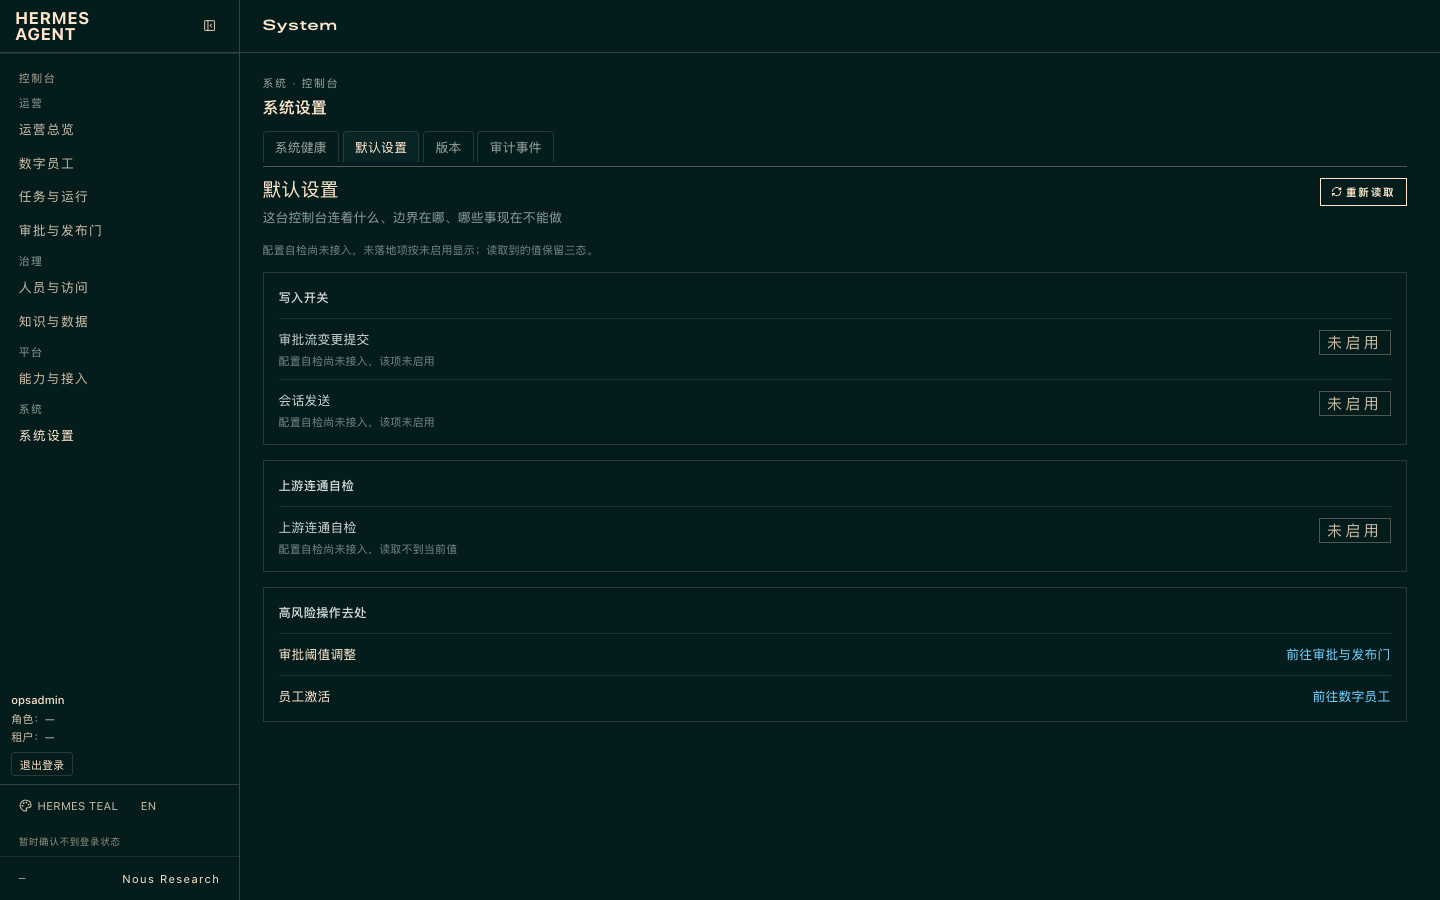 HERMES
AGENT
System
控制台
运营
运营总览
数字员工
任务与运行
审批与发布门
治理
人员与访问
知识与数据
平台
能力与接入
系统
系统设置
opsadmin
角色: —
租户: —
退出登录
HERMES TEAL EN
暂时确认不到登录状态
— Nous Research
系统 · 控制台
系统设置
系统健康 默认设置 版本 审计事件
默认设置
重新读取
这台控制台连着什么、边界在哪、哪些事现在不能做
配置自检尚未接入，未落地项按未启用显示；读取到的值保留三态。
写入开关
审批流变更提交
未启用
配置自检尚未接入，该项未启用
会话发送
未启用
配置自检尚未接入，该项未启用
上游连通自检
上游连通自检
未启用
配置自检尚未接入，读取不到当前值
高风险操作去处
审批阈值调整 前往审批与发布门
员工激活 前往数字员工